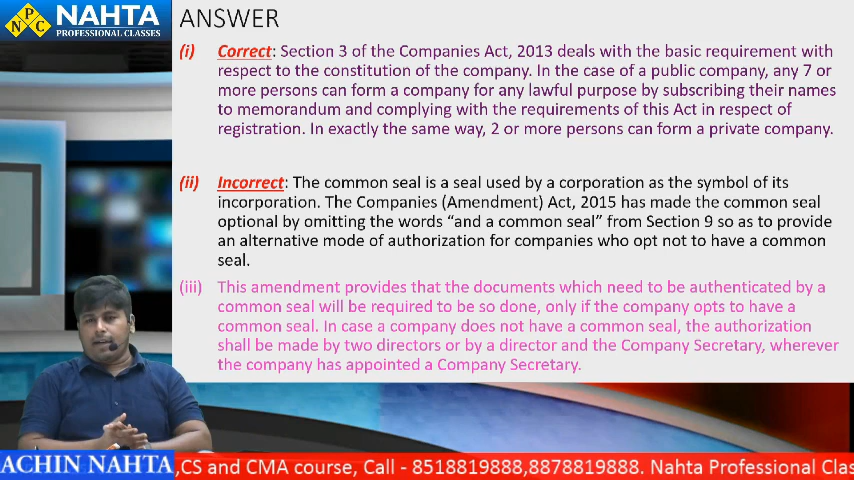 NPC
NAHTA
PROFESSIONAL CLASSES
ANSWER
(i) Correct: Section 3 of the Companies Act, 2013 deals with the basic requirement with
respect to the constitution of the company. In the case of a public company, any 7 or
more persons can form a company for any lawful purpose by subscribing their names
to memorandum and complying with the requirements of this Act in respect of
registration. In exactly the same way, 2 or more persons can form a private company.
(ii) Incorrect: The common seal is a seal used by a corporation as the symbol of its
incorporation. The Companies (Amendment) Act, 2015 has made the common seal
optional by omitting the words “and a common seal” from Section 9 so as to provide
an alternative mode of authorization for companies who opt not to have a common
seal.
(iii) This amendment provides that the documents which need to be authenticated by a
common seal will be required to be so done, only if the company opts to have a
common seal. In case a company does not have a common seal, the authorization
shall be made by two directors or by a director and the Company Secretary, wherever
the company has appointed a Company Secretary.
ACHIN NAHTA,CS and CMA course, Call - 8518819888,8878819888. Nahta Professional Clas